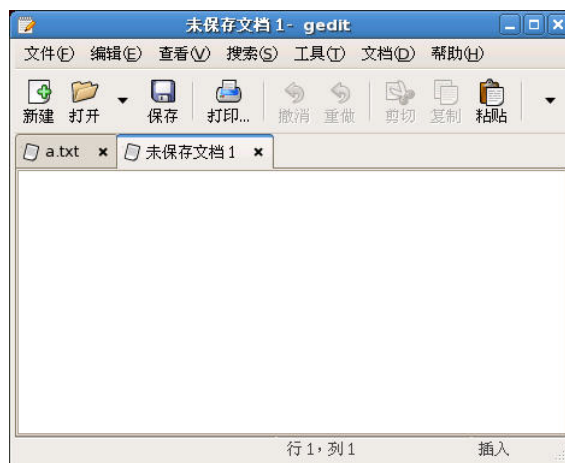 未保存文档 1- gedit
文件(F) 编辑(E) 查看(V) 搜索(S) 工具(T) 文档(D) 帮助(H)
新建 打开 保存 打印... 撤消 重做 剪切 复制 粘贴
a.txt 未保存文档 1
行 1，列 1 插入